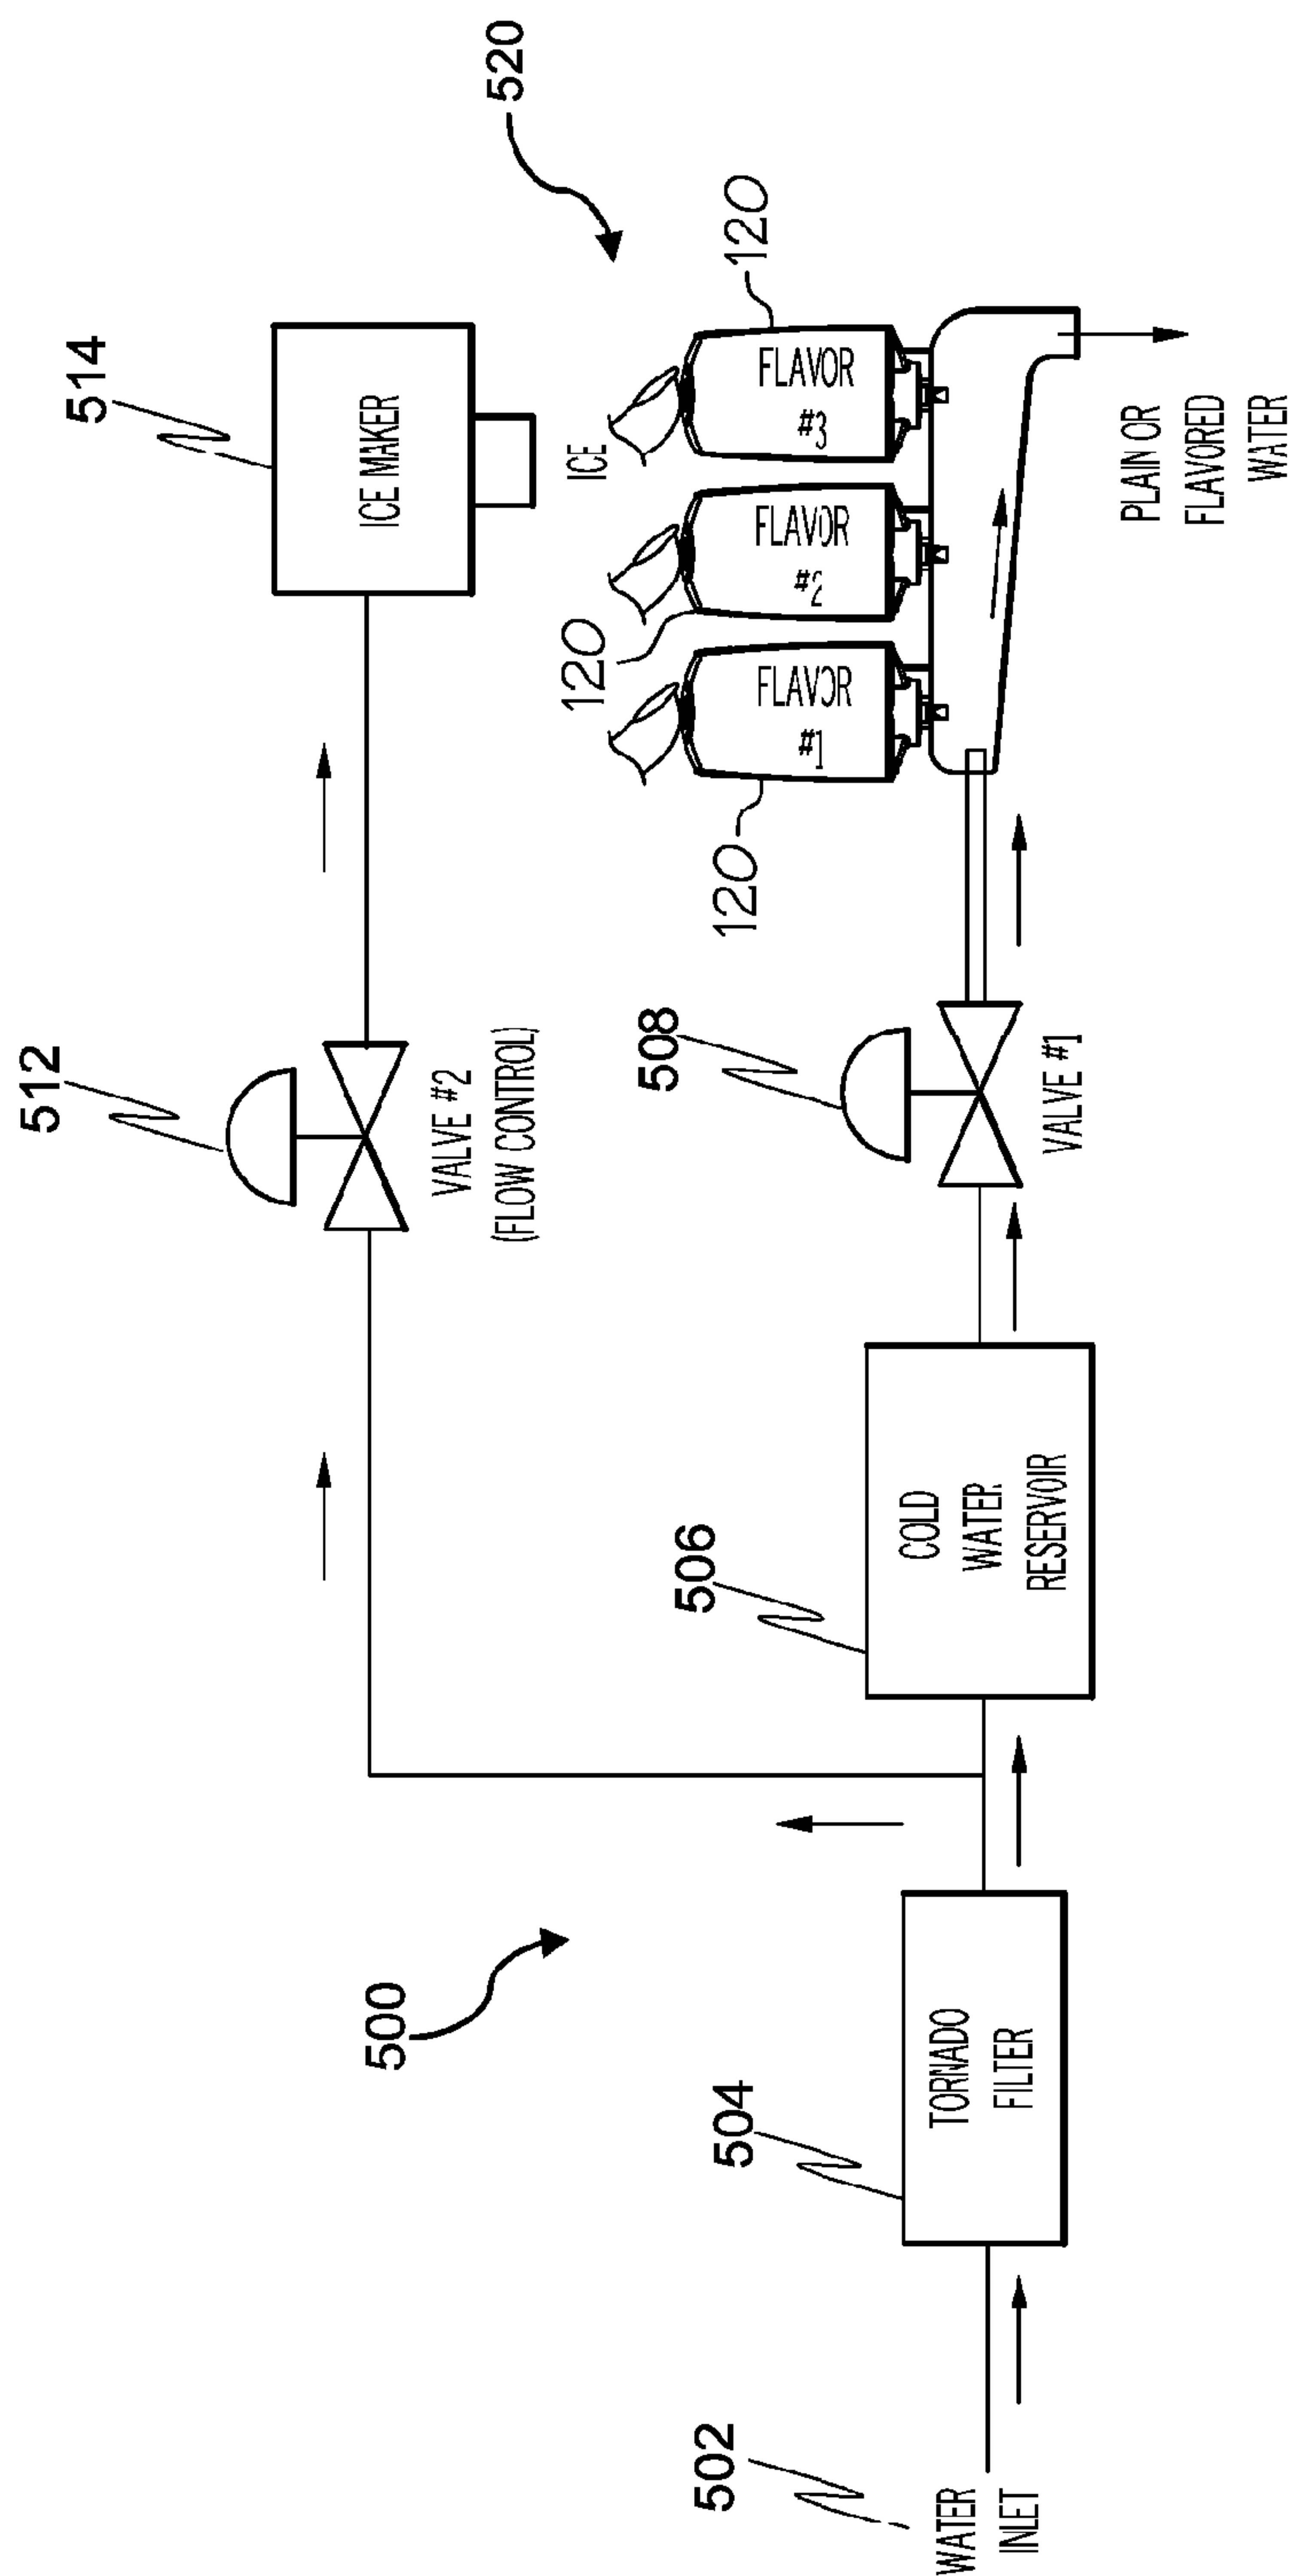 520
514
ICE MAKER
ICE
512
VALVE #2
(FLOW CONTROL)
120
FLAVOR
#3
120
FLAVOR
#2
120
FLAVOR
#1
PLAIN OR
FLAVORED
WATER
508
VALVE #1
506
COLD
WATER
RESERVOIR
500
504
TORNADO
FILTER
502
WATER
INLET